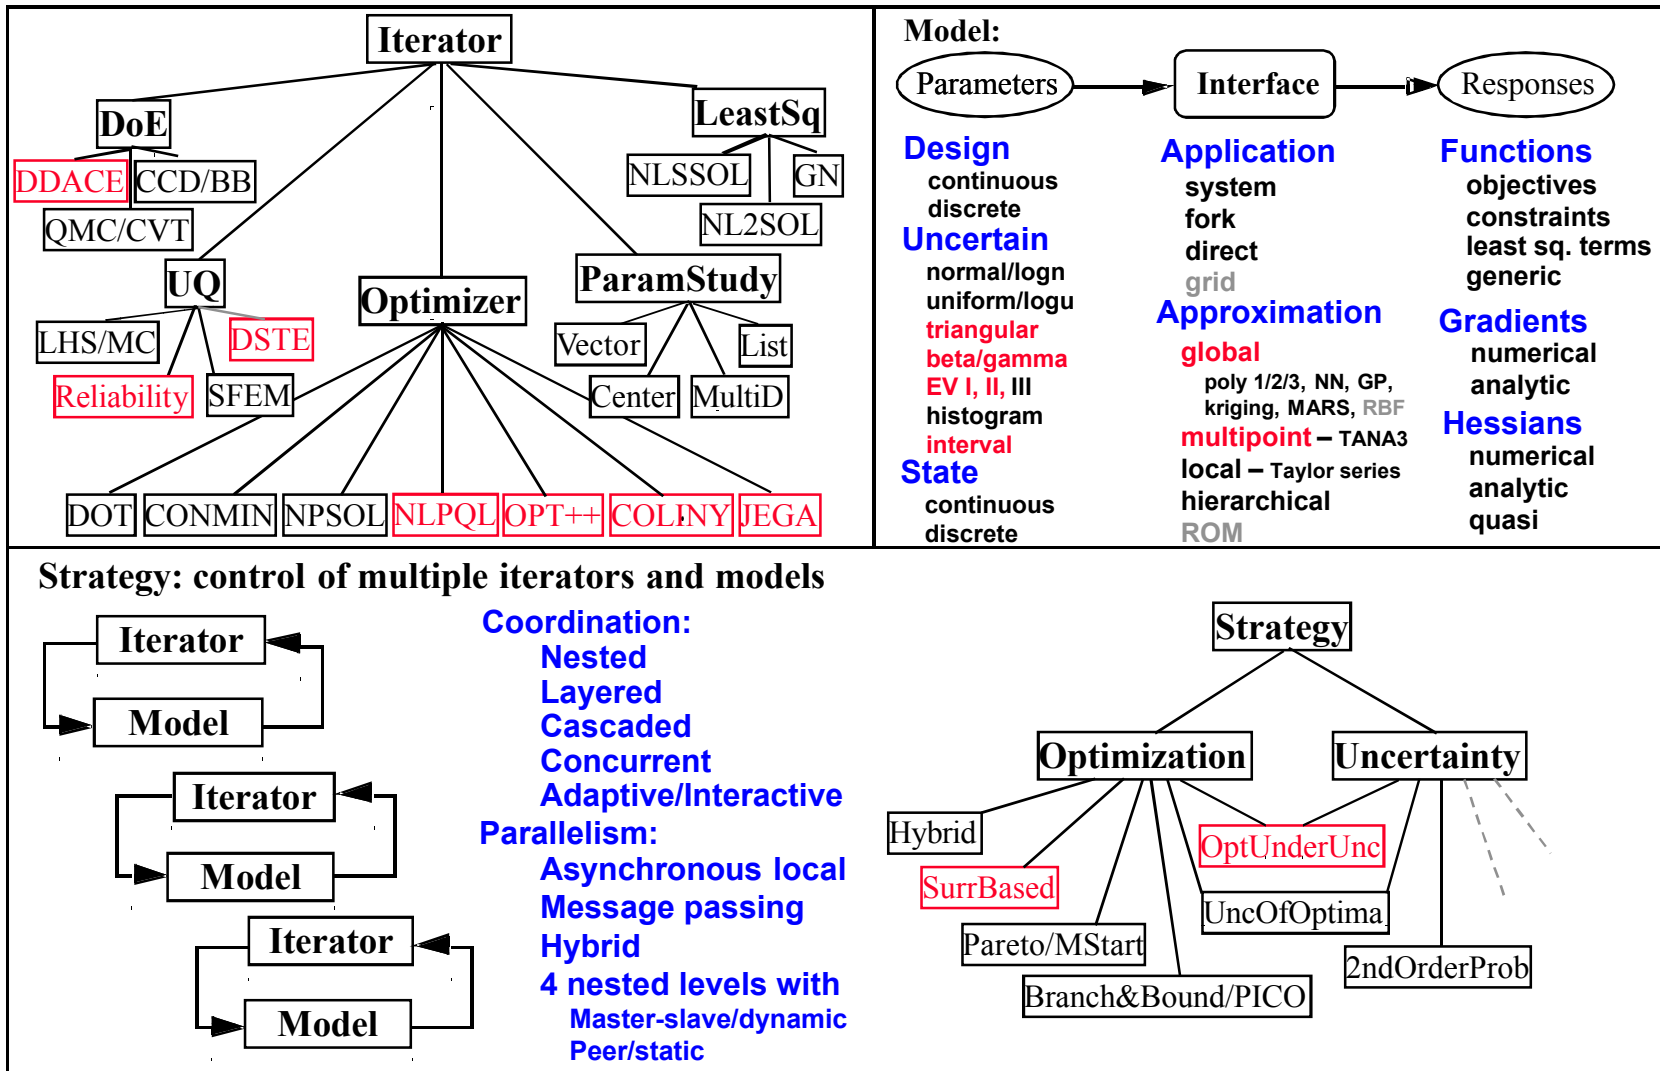 Iterator
DoE
LeastSq
DDACE
CCD/BB
QMC/CVT
NLSSOL
GN
NL2SOL
UQ
Optimizer
ParamStudy
LHS/MC
DSTE
Reliability
SFEM
Vector
List
Center
MultiD
DOT
CONMIN
NPSOL
NLPQL
OPT++
COLINY
JEGA
Model:
Parameters
Interface
Responses
Design
continuous
discrete
Uncertain
normal/logn
uniform/logu
triangular
beta/gamma
EV I, II, III
histogram
interval
State
continuous
discrete
Application
system
fork
direct
grid
Approximation
global
poly 1/2/3, NN, GP,
kriging, MARS, RBF
multipoint – TANA3
local – Taylor series
hierarchical
ROM
Functions
objectives
constraints
least sq. terms
generic
Gradients
numerical
analytic
Hessians
numerical
analytic
quasi
Strategy: control of multiple iterators and models
Iterator
Model
Iterator
Model
Iterator
Model
Coordination:
Nested
Layered
Cascaded
Concurrent
Adaptive/Interactive
Parallelism:
Asynchronous local
Message passing
Hybrid
4 nested levels with
Master-slave/dynamic
Peer/static
Strategy
Optimization
Uncertainty
Hybrid
OptUnderUnc
SurrBased
UncOfOptima
Pareto/MStart
2ndOrderProb
Branch&Bound/PICO